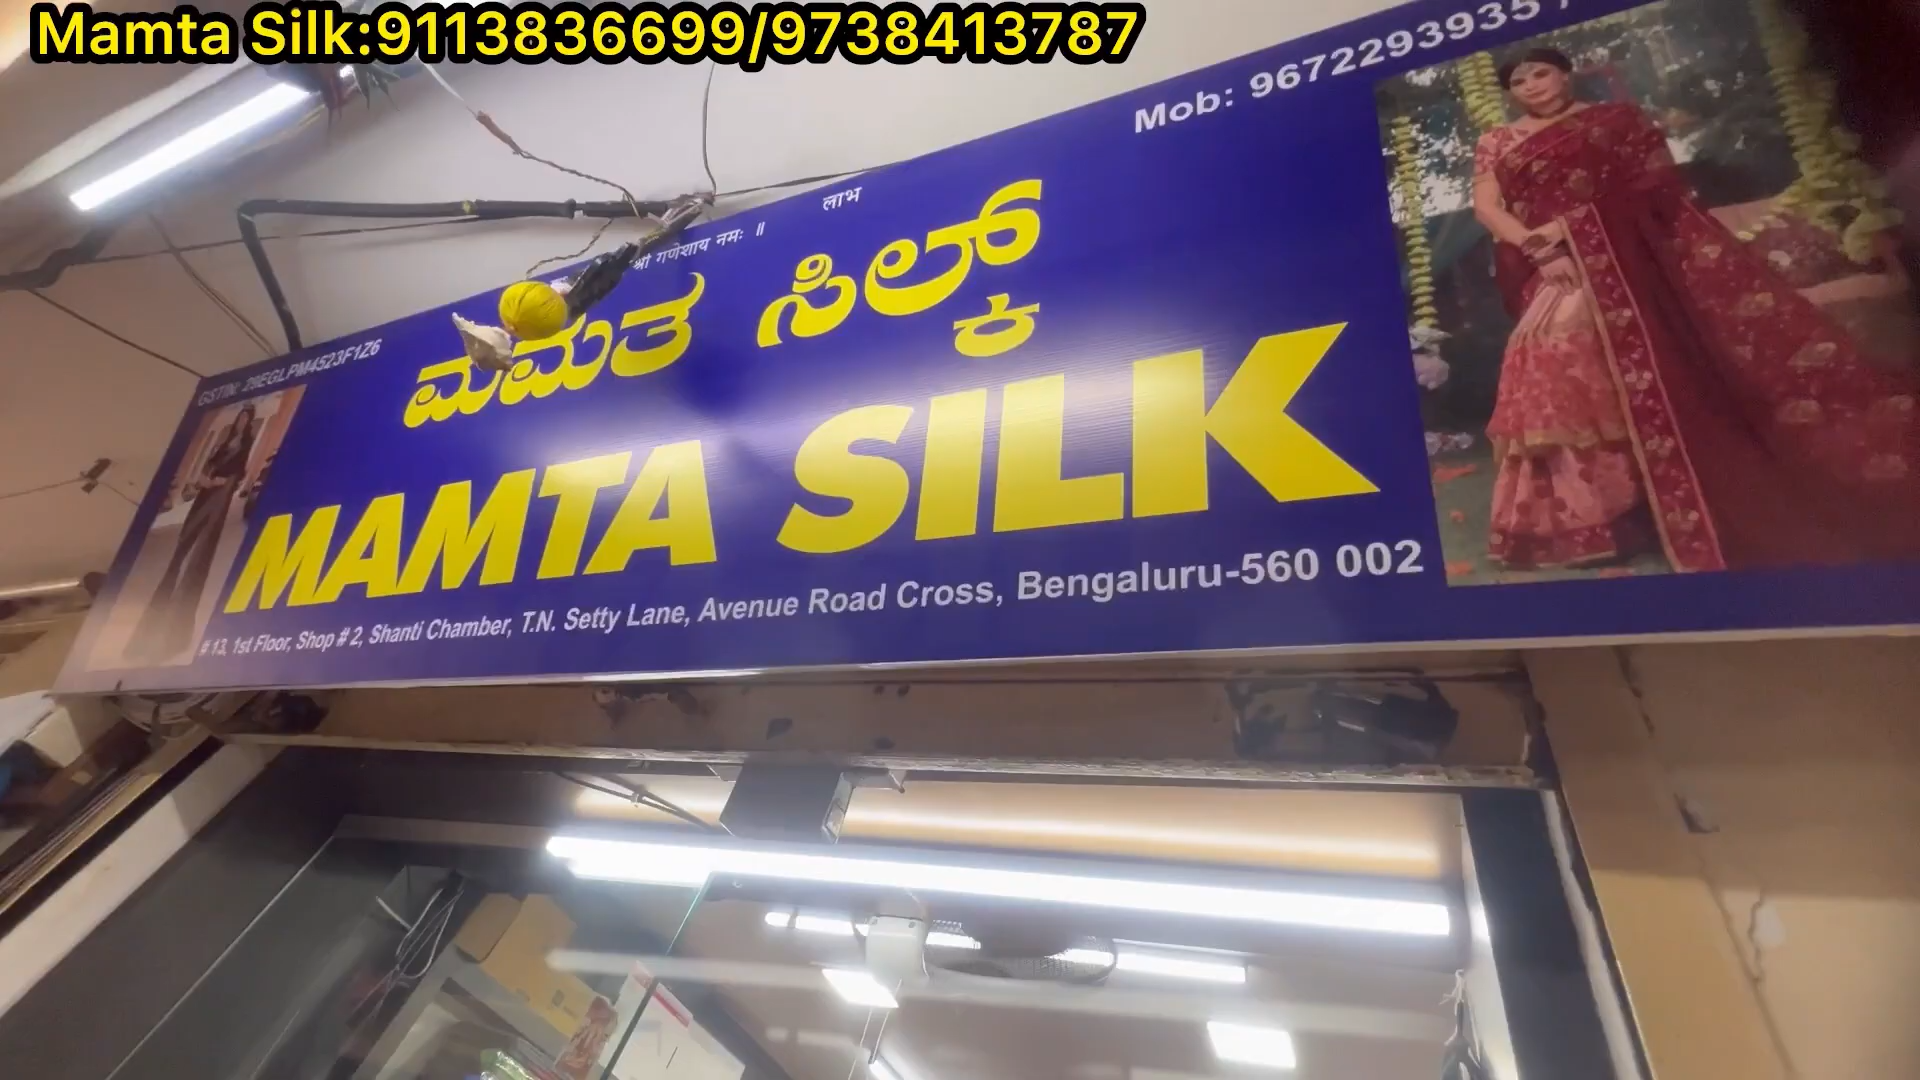 Mamta Silk:9113836699/9738413787
Mob: 9672293935
श्री गणेशाय नमः ॥ लाभ
GSTIN: 29EGLPM4523F1Z6
ಮಮತ ಸಿಲ್ಕ್
MAMTA SILK
# 13, 1st Floor, Shop # 2, Shanti Chamber, T.N. Setty Lane, Avenue Road Cross, Bengaluru-560 002